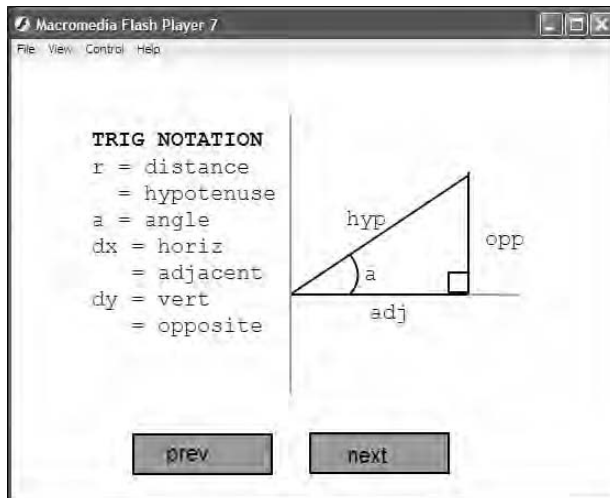 Macromedia Flash Player 7
File View Control Help
TRIG NOTATION
r = distance
= hypotenuse
a = angle
dx = horiz
= adjacent
dy = vert
= opposite
hyp
opp
a
adj
prev
next